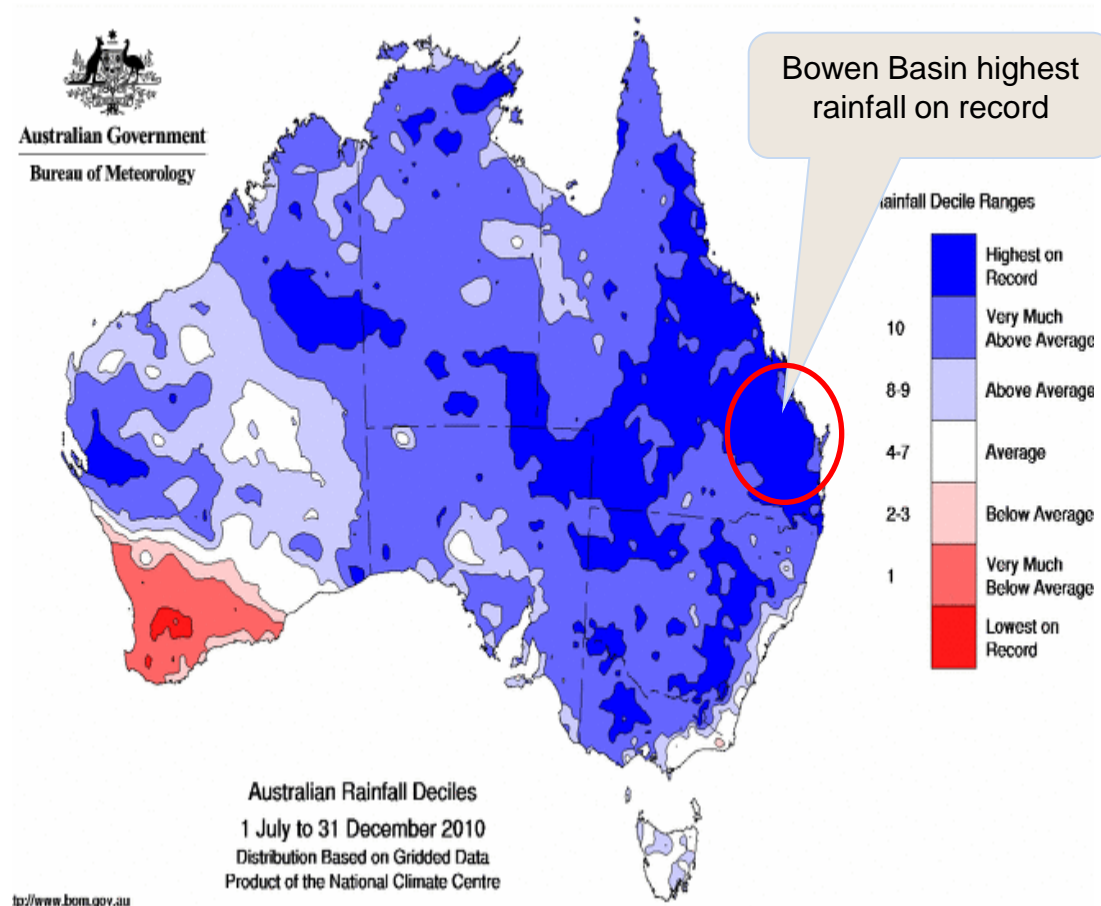 Australian Government
Bureau of Meteorology
Bowen Basin highest
rainfall on record
ainfall Decile Ranges
Highest on
Record
10
Very Much
Above Average
8-9
Above Average
4-7
Average
2-3
Below Average
1
Very Much
Below Average
Lowest on
Record
Australian Rainfall Deciles
1 July to 31 December 2010
Distribution Based on Gridded Data
Product of the National Climate Centre
tp://www.bom.gov.au